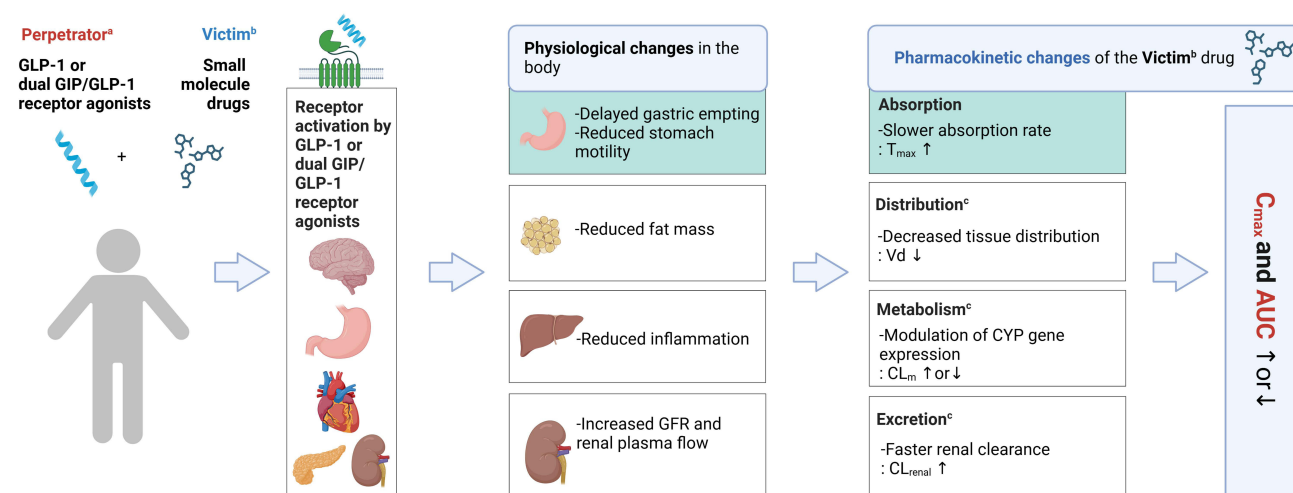 Perpetratorᵃ
Victimᵇ
GLP-1 or
dual GIP/GLP-1
receptor agonists
Small
molecule
drugs
+
Receptor
activation by
GLP-1 or
dual GIP/
GLP-1
receptor
agonists
Physiological changes in the
body
-Delayed gastric empting
-Reduced stomach
motility
-Reduced fat mass
-Reduced inflammation
-Increased GFR and
renal plasma flow
Pharmacokinetic changes of the Victimᵇ drug
Absorption
-Slower absorption rate
: Tmax ↑
Distributionᶜ
-Decreased tissue distribution
: Vd ↓
Metabolismᶜ
-Modulation of CYP gene
expression
: CLm ↑or↓
Excretionᶜ
-Faster renal clearance
: CLrenal ↑
Cmax and AUC ↑or↓